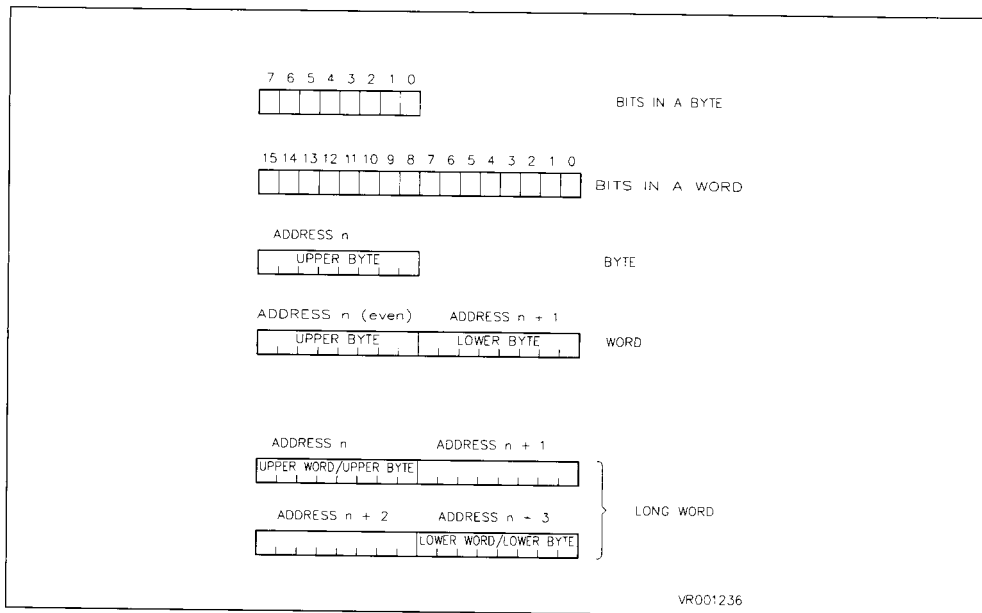 7 6 5 4 3 2 1 0
BITS IN A BYTE
15 14 13 12 11 10 9 8 7 6 5 4 3 2 1 0
BITS IN A WORD
ADDRESS n
UPPER BYTE
BYTE
ADDRESS n (even) ADDRESS n + 1
UPPER BYTE LOWER BYTE
WORD
ADDRESS n ADDRESS n + 1
UPPER WORD/UPPER BYTE
LONG WORD
ADDRESS n + 2 ADDRESS n - 3
LOWER WORD/LOWER BYTE
VR001236